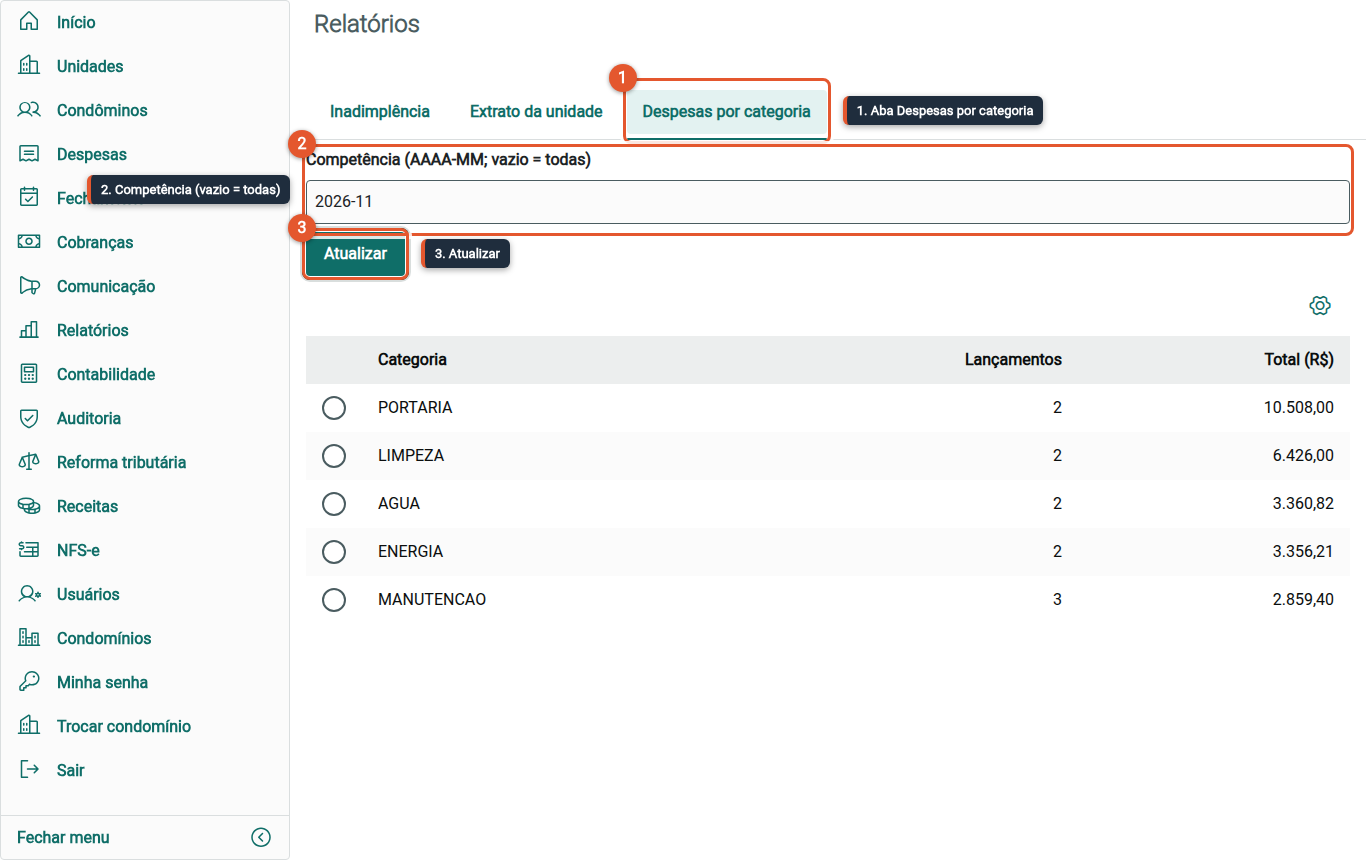 Início
Unidades
Condôminos
Despesas
2. Competência (vazio = todas)
Cobranças
Comunicação
Relatórios
Contabilidade
Auditoria
Reforma tributária
Receitas
NFS-e
Usuários
Condomínios
Minha senha
Trocar condomínio
Sair
Fechar menu
Relatórios
1
Inadimplência Extrato da unidade Despesas por categoria 1. Aba Despesas por categoria
2
Competência (AAAA-MM; vazio = todas)
2026-11
3
Atualizar 3. Atualizar
Categoria Lançamentos Total (R$)
PORTARIA 2 10.508,00
LIMPEZA 2 6.426,00
AGUA 2 3.360,82
ENERGIA 2 3.356,21
MANUTENCAO 3 2.859,40